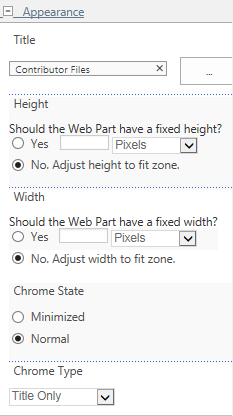 Appearance
Title
Contributor Files
...
Height
Should the Web Part have a fixed height?
Yes Pixels
No. Adjust height to fit zone.
Width
Should the Web Part have a fixed width?
Yes Pixels
No. Adjust width to fit zone.
Chrome State
Minimized
Normal
Chrome Type
Title Only